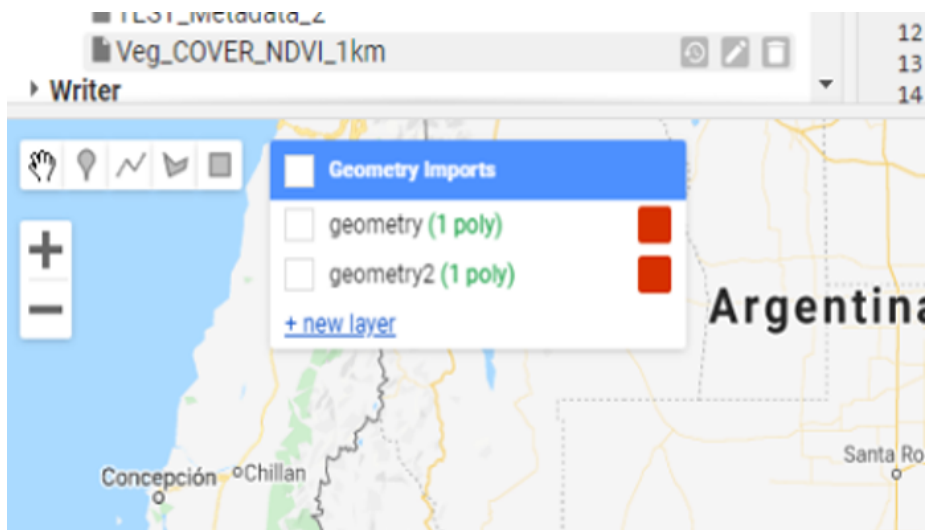 TEST_Metadata_2
Veg_COVER_NDVI_1km
Writer
12
13
14
Geometry Imports
geometry (1 poly)
geometry2 (1 poly)
+ new layer
Argentina
Santa Ro
Concepción
Chillan